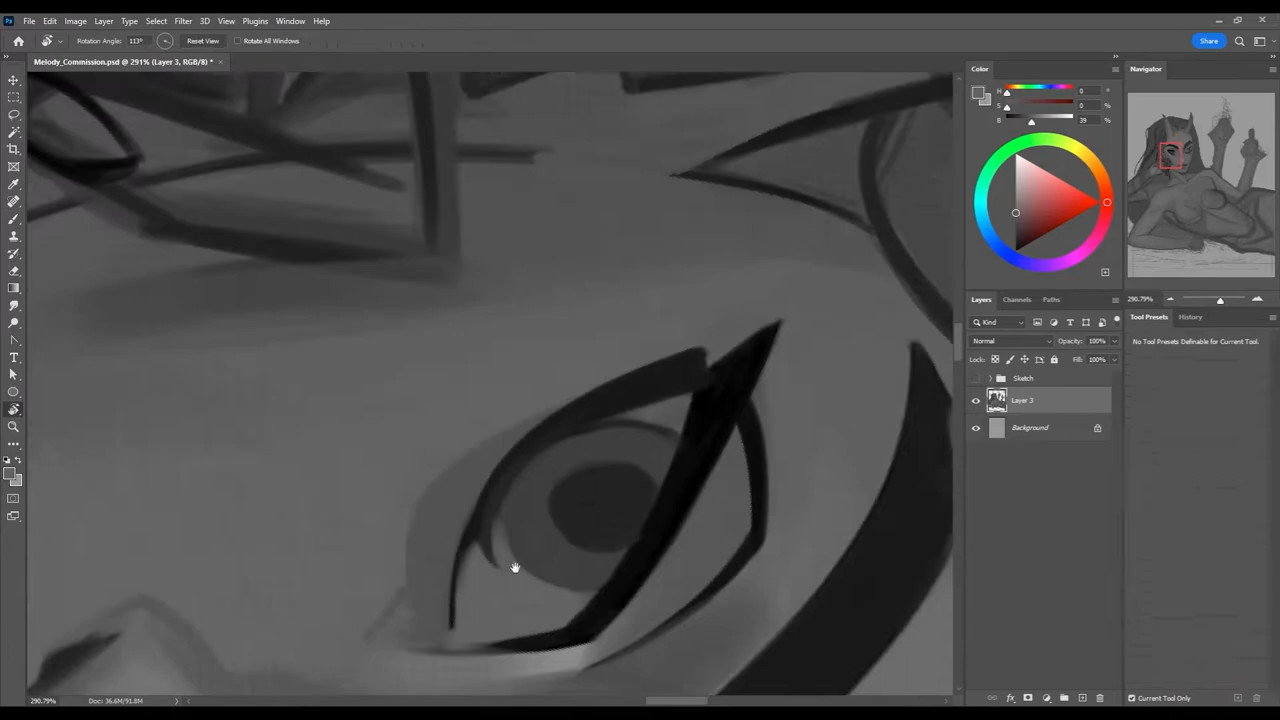 Ps File Edit Image Layer Type Select Filter 3D View Plugins Window Help
Rotation Angle: 113° Reset View Rotate All Windows Share
Melody_Commission.psd @ 291% (Layer 3, RGB/8) * ×
Color Navigator
H 0 °
S 0 %
B 39 %
Layers Channels Paths
290.79%
Tool Presets History
Kind
No Tool Presets Definable for Current Tool.
Normal Opacity: 100%
Lock: Fill: 100%
Sketch
Layer 3
Background
290.79% Doc: 36.6M/91.8M
fx
Current Tool Only